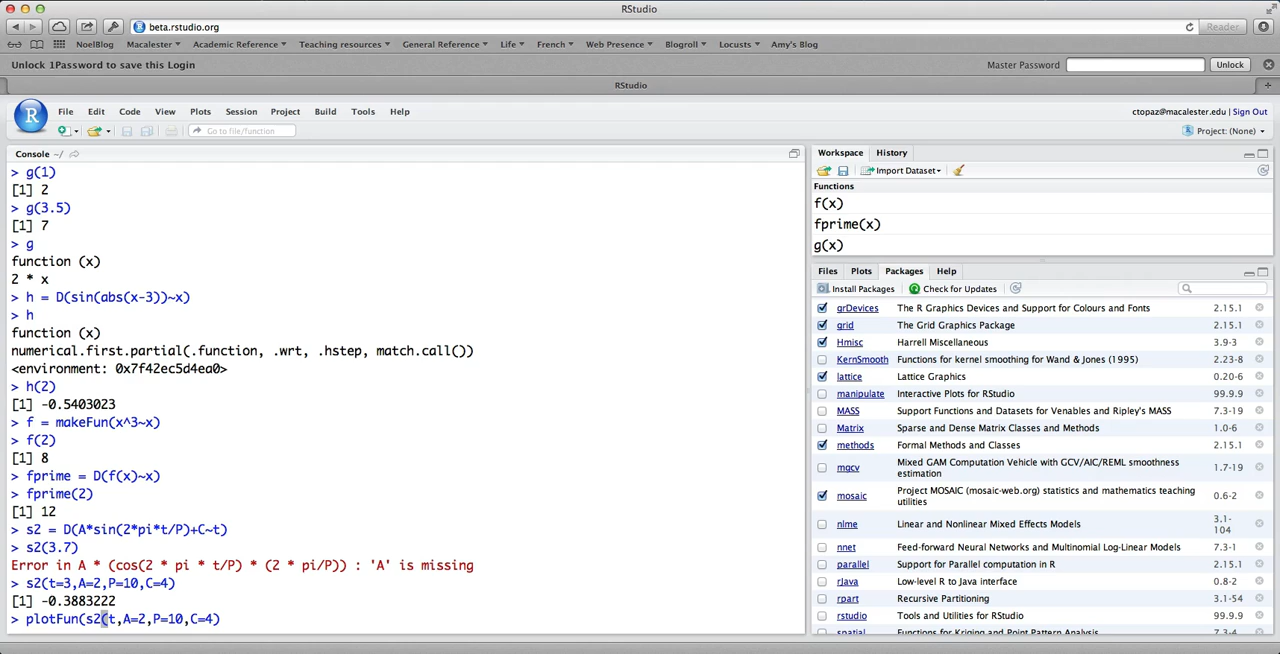 RStudio
beta.rstudio.org
Reader
NoelBlog Macalester Academic Reference Teaching resources General Reference Life French Web Presence Blogroll Locusts Amy's Blog
Unlock 1Password to save this Login
Master Password
Unlock
RStudio
R
File Edit Code View Plots Session Project Build Tools Help
ctopaz@macalester.edu | Sign Out
Go to file/function
Project: (None)
Console ~/
> g(1)
[1] 2
> g(3.5)
[1] 7
> g
function (x)
2 * x
> h = D(sin(abs(x-3))~x)
> h
function (x)
numerical.first.partial(.function, .wrt, .hstep, match.call())
<environment: 0x7f42ec5d4ea0>
> h(2)
[1] -0.5403023
> f = makeFun(x^3~x)
> f(2)
[1] 8
> fprime = D(f(x)~x)
> fprime(2)
[1] 12
> s2 = D(A*sin(2*pi*t/P)+C~t)
> s2(3.7)
Error in A * (cos(2 * pi * t/P) * (2 * pi/P)) : 'A' is missing
> s2(t=3,A=2,P=10,C=4)
[1] -0.3883222
> plotFun(s2(t,A=2,P=10,C=4)
Workspace History
Import Dataset
Functions
f(x)
fprime(x)
g(x)
Files Plots Packages Help
Install Packages Check for Updates
grDevices The R Graphics Devices and Support for Colours and Fonts 2.15.1
grid The Grid Graphics Package 2.15.1
Hmisc Harrell Miscellaneous 3.9-3
KernSmooth Functions for kernel smoothing for Wand & Jones (1995) 2.23-8
lattice Lattice Graphics 0.20-6
manipulate Interactive Plots for RStudio 99.9.9
MASS Support Functions and Datasets for Venables and Ripley's MASS 7.3-19
Matrix Sparse and Dense Matrix Classes and Methods 1.0-6
methods Formal Methods and Classes 2.15.1
mgcv Mixed GAM Computation Vehicle with GCV/AIC/REML smoothness estimation 1.7-19
mosaic Project MOSAIC (mosaic-web.org) statistics and mathematics teaching utilities 0.6-2
nlme Linear and Nonlinear Mixed Effects Models 3.1-104
nnet Feed-forward Neural Networks and Multinomial Log-Linear Models 7.3-1
parallel Support for Parallel computation in R 2.15.1
rJava Low-level R to Java interface 0.8-2
rpart Recursive Partitioning 3.1-54
rstudio Tools and Utilities for RStudio 99.9.9
spatial Functions for Kriging and Point Pattern Analysis 7.3-4